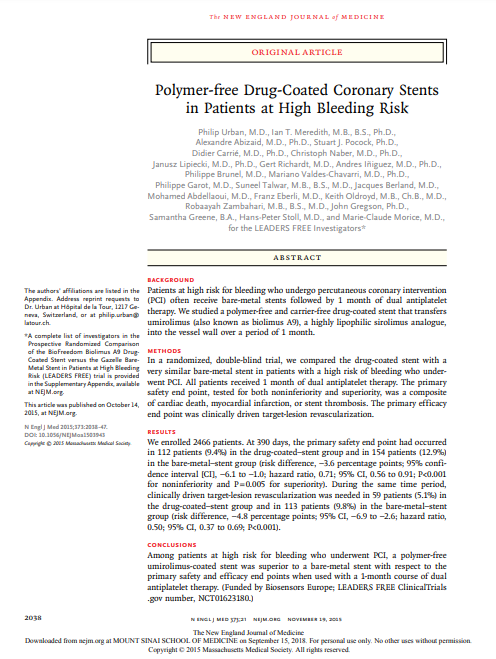 The NEW ENGLAND JOURNAL of MEDICINE
ORIGINAL ARTICLE
Polymer-free Drug-Coated Coronary Stents
in Patients at High Bleeding Risk
Philip Urban, M.D., Ian T. Meredith, M.B., B.S., Ph.D.,
Alexandre Abizaid, M.D., Ph.D., Stuart J. Pocock, Ph.D.,
Didier Carrié, M.D., Ph.D., Christoph Naber, M.D., Ph.D.,
Janusz Lipiecki, M.D., Ph.D., Gert Richardt, M.D., Andres Iñiguez, M.D., Ph.D.,
Philippe Brunel, M.D., Mariano Valdes-Chavarri, M.D., Ph.D.,
Philippe Garot, M.D., Suneel Talwar, M.B., B.S., M.D., Jacques Berland, M.D.,
Mohamed Abdellaoui, M.D., Franz Eberli, M.D., Keith Oldroyd, M.B., Ch.B., M.D.,
Robaayah Zambahari, M.B., B.S., M.D., John Gregson, Ph.D.,
Samantha Greene, B.A., Hans-Peter Stoll, M.D., and Marie-Claude Morice, M.D.,
for the LEADERS FREE Investigators*
ABSTRACT
The authors' affiliations are listed in the
Appendix. Address reprint requests to
Dr. Urban at Hôpital de la Tour, 1217 Ge-
neva, Switzerland, or at philip.urban@
latour.ch.
*A complete list of investigators in the
Prospective Randomized Comparison
of the BioFreedom Biolimus A9 Drug-
Coated Stent versus the Gazelle Bare-
Metal Stent in Patients at High Bleeding
Risk (LEADERS FREE) trial is provided
in the Supplementary Appendix, available
at NEJM.org.
This article was published on October 14,
2015, at NEJM.org.
N Engl J Med 2015;373:2038-47.
DOI: 10.1056/NEJMoa1503943
Copyright © 2015 Massachusetts Medical Society.
BACKGROUND
Patients at high risk for bleeding who undergo percutaneous coronary intervention
(PCI) often receive bare-metal stents followed by 1 month of dual antiplatelet
therapy. We studied a polymer-free and carrier-free drug-coated stent that transfers
umirolimus (also known as biolimus A9), a highly lipophilic sirolimus analogue,
into the vessel wall over a period of 1 month.
METHODS
In a randomized, double-blind trial, we compared the drug-coated stent with a
very similar bare-metal stent in patients with a high risk of bleeding who under-
went PCI. All patients received 1 month of dual antiplatelet therapy. The primary
safety end point, tested for both noninferiority and superiority, was a composite
of cardiac death, myocardial infarction, or stent thrombosis. The primary efficacy
end point was clinically driven target-lesion revascularization.
RESULTS
We enrolled 2466 patients. At 390 days, the primary safety end point had occurred
in 112 patients (9.4%) in the drug-coated–stent group and in 154 patients (12.9%)
in the bare-metal–stent group (risk difference, −3.6 percentage points; 95% confi-
dence interval [CI], −6.1 to −1.0; hazard ratio, 0.71; 95% CI, 0.56 to 0.91; P<0.001
for noninferiority and P=0.005 for superiority). During the same time period,
clinically driven target-lesion revascularization was needed in 59 patients (5.1%) in
the drug-coated–stent group and in 113 patients (9.8%) in the bare-metal–stent
group (risk difference, −4.8 percentage points; 95% CI, −6.9 to −2.6; hazard ratio,
0.50; 95% CI, 0.37 to 0.69; P<0.001).
CONCLUSIONS
Among patients at high risk for bleeding who underwent PCI, a polymer-free
umirolimus-coated stent was superior to a bare-metal stent with respect to the
primary safety and efficacy end points when used with a 1-month course of dual
antiplatelet therapy. (Funded by Biosensors Europe; LEADERS FREE ClinicalTrials
.gov number, NCT01623180.)
2038
N ENGL J MED 373;21 NEJM.ORG NOVEMBER 19, 2015
The New England Journal of Medicine
Downloaded from nejm.org at MOUNT SINAI SCHOOL OF MEDICINE on September 15, 2018. For personal use only. No other uses without permission.
Copyright © 2015 Massachusetts Medical Society. All rights reserved.